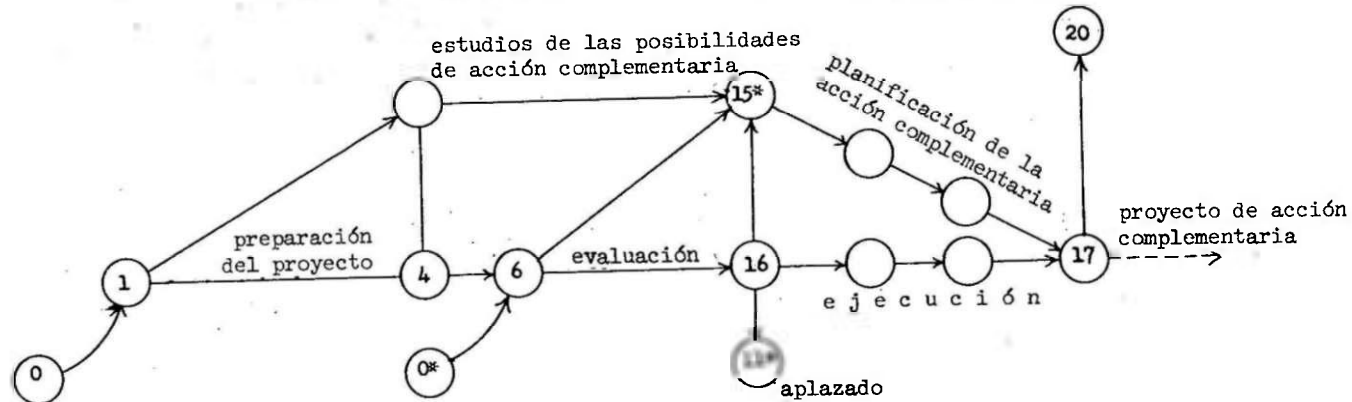 20
estudios de las posibilidades
de acción complementaria
15*
planificación de la
acción complementaria
proyecto de acción
complementaria
preparación
del proyecto
1
4
6
evaluación
16
17
e j e c u c i ó n
0
0*
aplazado